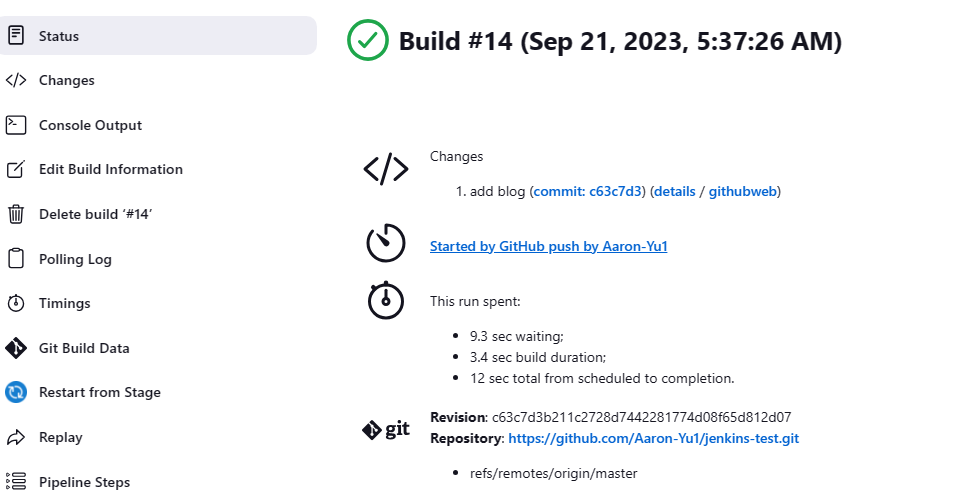 Status
Changes
Console Output
Edit Build Information
Delete build ‘#14’
Polling Log
Timings
Git Build Data
Restart from Stage
Replay
Pipeline Steps
Build #14 (Sep 21, 2023, 5:37:26 AM)
Changes
1. add blog (commit: c63c7d3) (details / githubweb)
Started by GitHub push by Aaron-Yu1
This run spent:
• 9.3 sec waiting;
• 3.4 sec build duration;
• 12 sec total from scheduled to completion.
git
Revision: c63c7d3b211c2728d7442281774d08f65d812d07
Repository: https://github.com/Aaron-Yu1/jenkins-test.git
• refs/remotes/origin/master